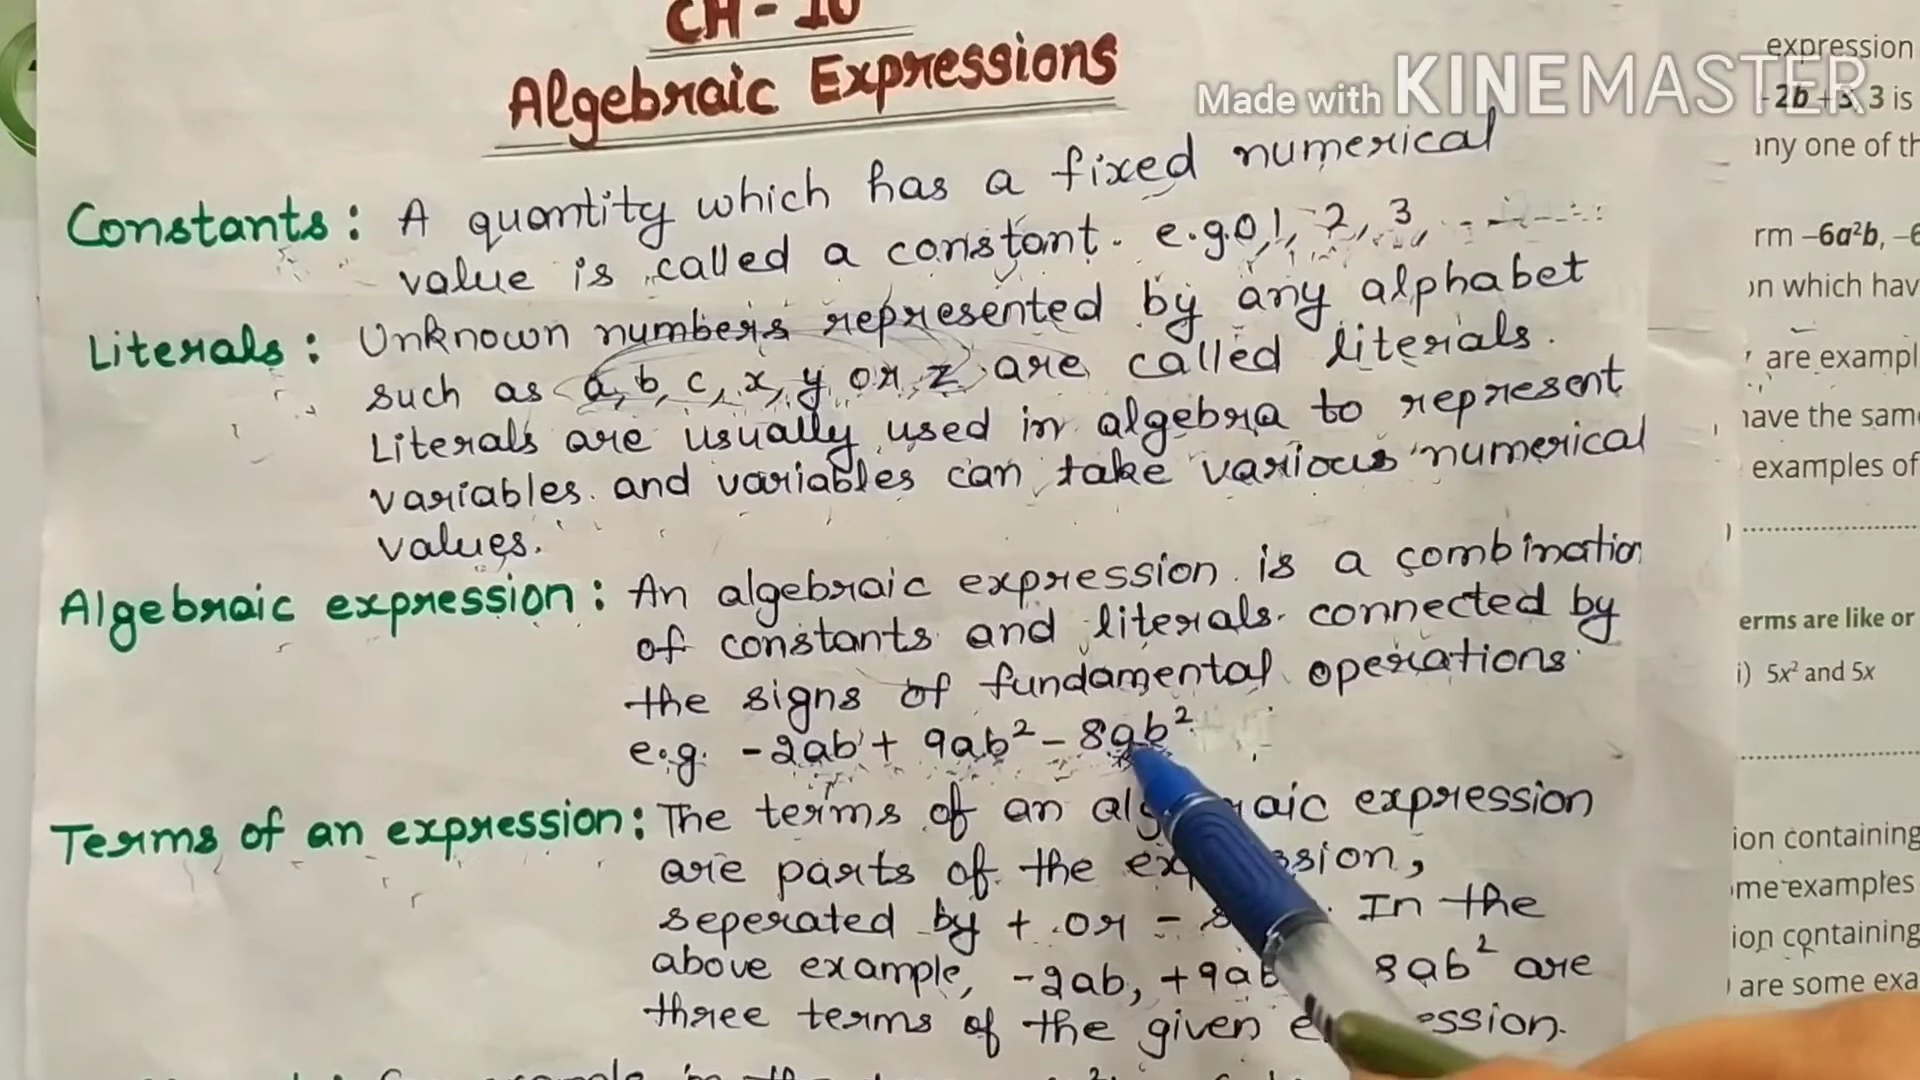 CH - 10
Algebraic Expressions
Made with KINEMASTER
Constants: A quantity which has a fixed numerical
value is called a constant. e.g. 0, 1, 2, 3, - - - - -
Literals: Unknown numbers represented by any alphabet
such as a, b, c, x, y or z are called literals.
Literals are usually used in algebra to represent
variables and variables can take various numerical
values.
Algebraic expression: An algebraic expression is a combination
of constants and literals connected by
the signs of fundamental operations
e.g. -2ab + 9ab² - 8ab²
Terms of an expression: The terms of an expression
are parts of the
seperated by + or - In the
above example, -2ab, +9ab 8ab² are
three terms of the given
expression
2b + 3, 3 is
any one of th
rm -6a²b, -6
on which hav
are exampl
have the same
examples of
erms are like or
i) 5x² and 5x
ion containing
me examples
ion containing
are some exa